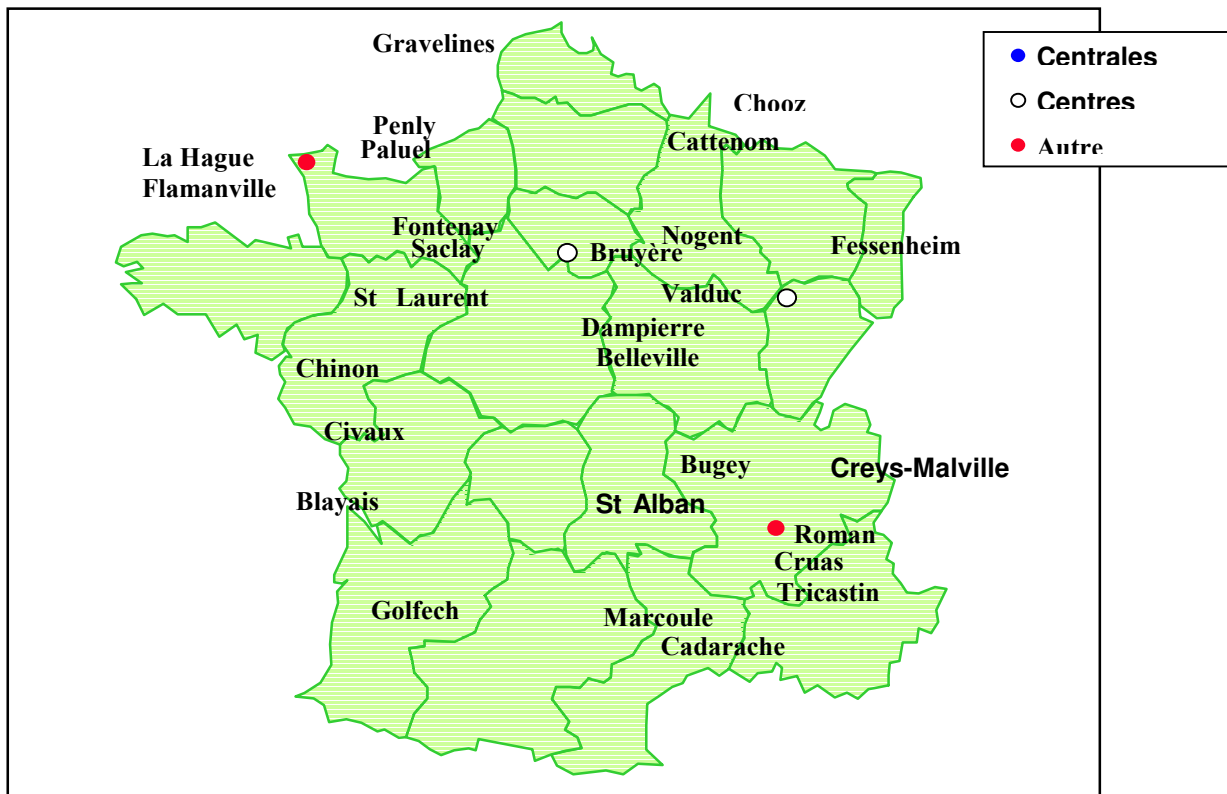 Gravelines
Centrales
Centres
Autre
Chooz
Penly
Paluel
Cattenom
La Hague
Flamanville
Fontenay
Saclay
Bruyère
Nogent
Fessenheim
St Laurent
Valduc
Dampierre
Belleville
Chinon
Civaux
Bugey
Creys-Malville
Blayais
St Alban
Roman
Cruas
Tricastin
Golfech
Marcoule
Cadarache